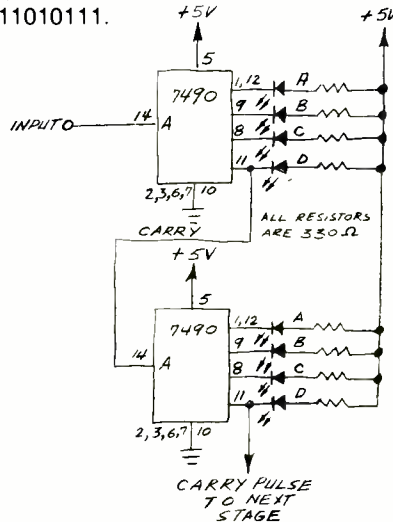 11010111.
+5V
+5V
5
7490
14 A
INPUT
1,12 A
9 B
8 C
11 D
2,3,6,7 10
CARRY
ALL RESISTORS
ARE 330Ω
+5V
5
7490
14 A
1,12 A
9 B
8 C
11 D
2,3,6,7 10
CARRY PULSE
TO NEXT
STAGE